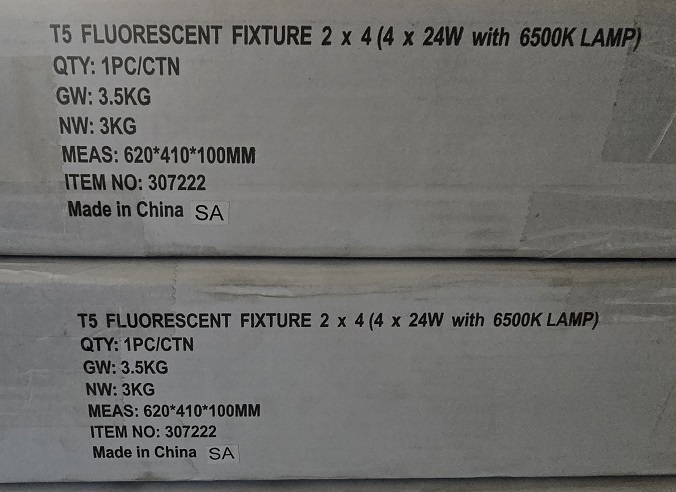 T5 FLUORESCENT FIXTURE 2 x 4 (4 x 24W with 6500K LAMP)
QTY: 1PC/CTN
GW: 3.5KG
NW: 3KG
MEAS: 620*410*100MM
ITEM NO: 307222
Made in China SA
T5 FLUORESCENT FIXTURE 2 x 4 (4 x 24W with 6500K LAMP)
QTY: 1PC/CTN
GW: 3.5KG
NW: 3KG
MEAS: 620*410*100MM
ITEM NO: 307222
Made in China SA